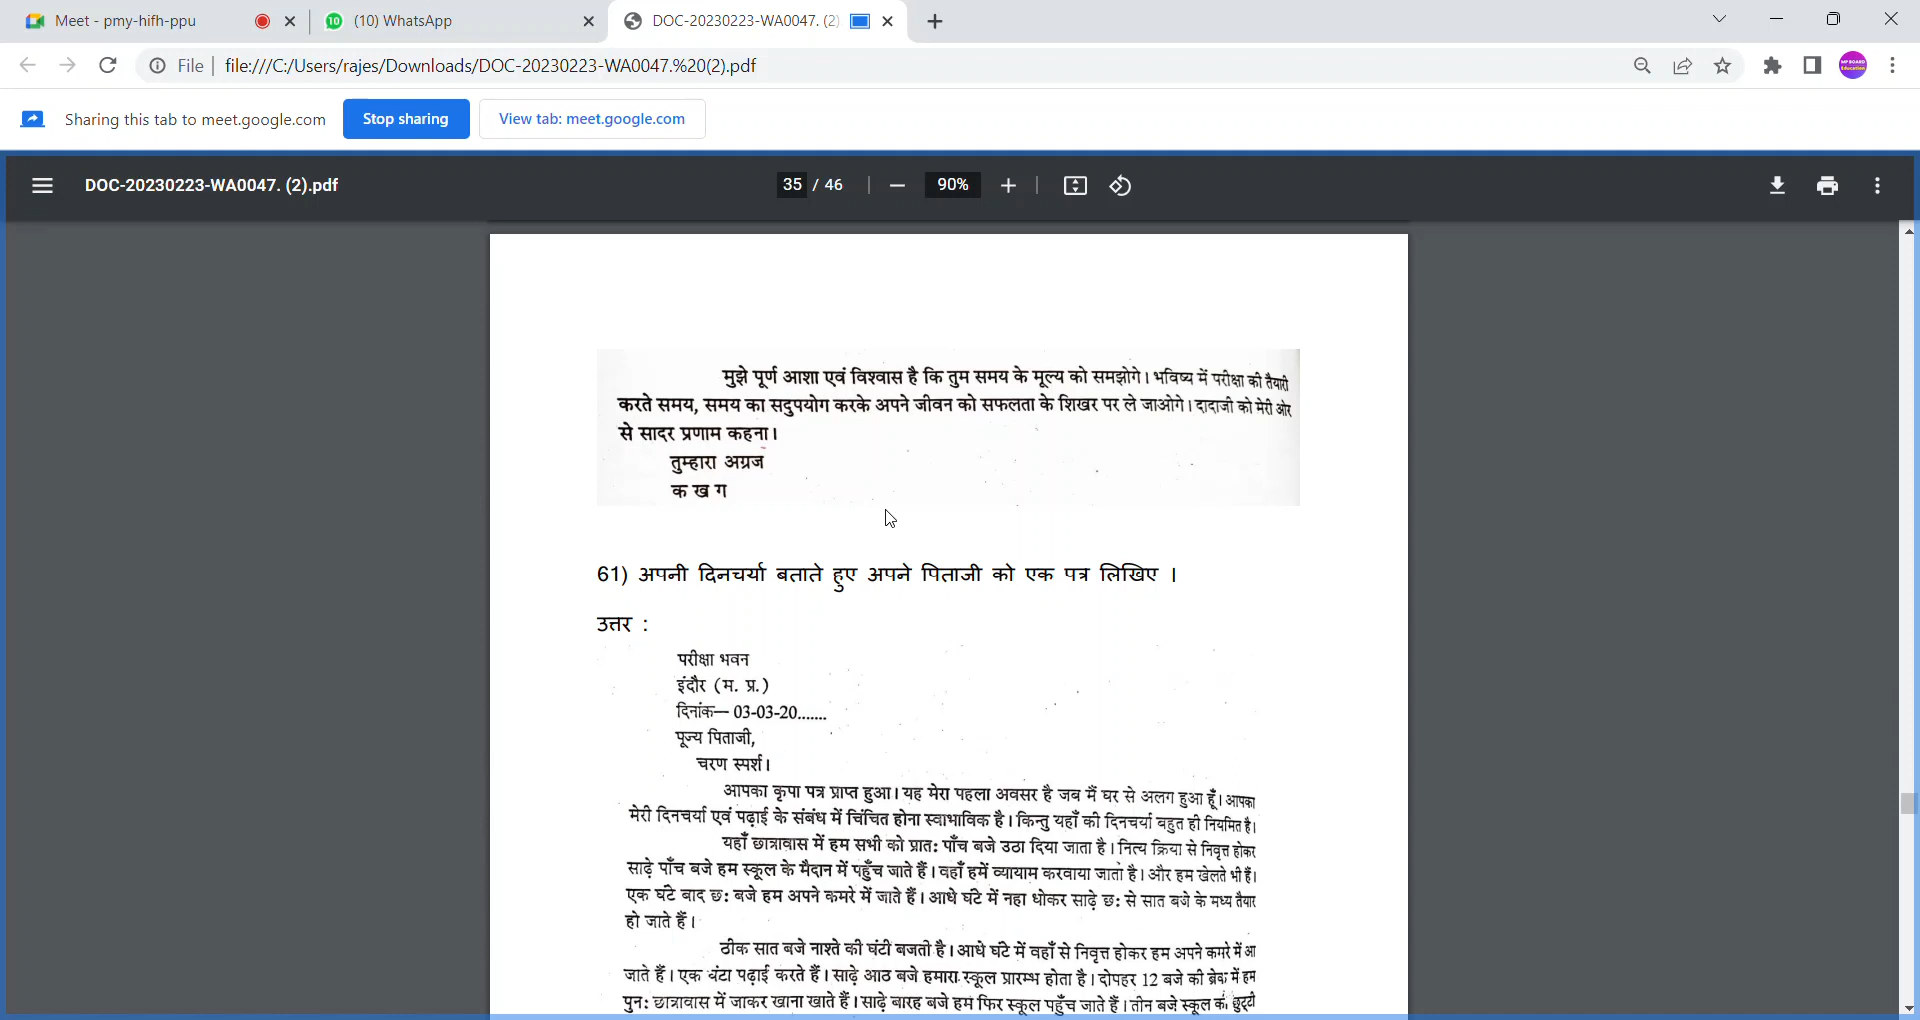 Meet - pmy-hifh-ppu
10
(10) WhatsApp
DOC-20230223-WA0047. (2)
File
file:///C:/Users/rajes/Downloads/DOC-20230223-WA0047.%20(2).pdf
Sharing this tab to meet.google.com
Stop sharing
View tab: meet.google.com
DOC-20230223-WA0047. (2).pdf
35 / 46
90%
मुझे पूर्ण आशा एवं विश्वास है कि तुम समय के मूल्य को समझोगे। भविष्य में परीक्षा की तैयारी
करते समय, समय का सदुपयोग करके अपने जीवन को सफलता के शिखर पर ले जाओगे। दादाजी को मेरी ओर
से सादर प्रणाम कहना।
तुम्हारा अग्रज
क ख ग
61) अपनी दिनचर्या बताते हुए अपने पिताजी को एक पत्र लिखिए ।
उत्तर :
परीक्षा भवन
इंदौर (म. प्र.)
दिनांक— 03-03-20.......
पूज्य पिताजी,
चरण स्पर्श।
आपका कृपा पत्र प्राप्त हुआ। यह मेरा पहला अवसर है जब मैं घर से अलग हुआ हूँ। आपका
मेरी दिनचर्या एवं पढ़ाई के संबंध में चिंचित होना स्वाभाविक है। किन्तु यहाँ की दिनचर्या बहुत ही नियमित है।
यहाँ छात्रावास में हम सभी को प्रात: पाँच बजे उठा दिया जाता है। नित्य क्रिया से निवृत्त होकर
साढ़े पाँच बजे हम स्कूल के मैदान में पहुँच जाते हैं। वहाँ हमें व्यायाम करवाया जाता है। और हम खेलते भी हैं।
एक घंटे बाद छ: बजे हम अपने कमरे में जाते हैं। आधे घंटे में नहा धोकर साढ़े छ: से सात बजे के मध्य तैयार
हो जाते हैं।
ठीक सात बजे नाश्ते की घंटी बजती है। आधे घंटे में वहाँ से निवृत्त होकर हम अपने कमरे में आ
जाते हैं। एक घंटा पढ़ाई करते हैं। साढ़े आठ बजे हमारा स्कूल प्रारम्भ होता है। दोपहर 12 बजे की ब्रेक में हम
पुन: छात्रावास में जाकर खाना खाते हैं। साढ़े बारह बजे हम फिर स्कूल पहुँच जाते हैं। तीन बजे स्कूल की छुट्टी